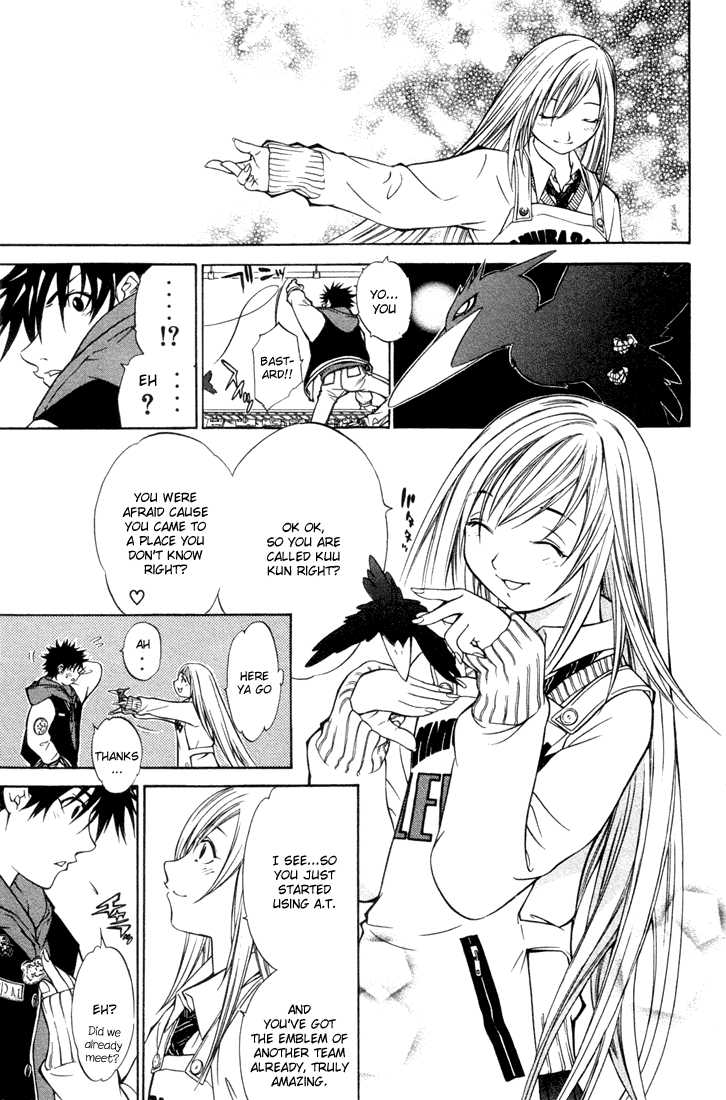 YO...
YOU
BAST-
ARD!!
!?
EH
?
OK OK,
SO YOU ARE
CALLED KUU
KUN RIGHT?
YOU WERE
AFRAID CAUSE
YOU CAME TO
A PLACE YOU
DON'T KNOW
RIGHT?
HERE
YA GO
AH
THANKS
...
I SEE...SO
YOU JUST
STARTED
USING A.T.
AND
YOU'VE GOT
THE EMBLEM OF
ANOTHER TEAM
ALREADY, TRULY
AMAZING.
EH?
Did we
already
meet?